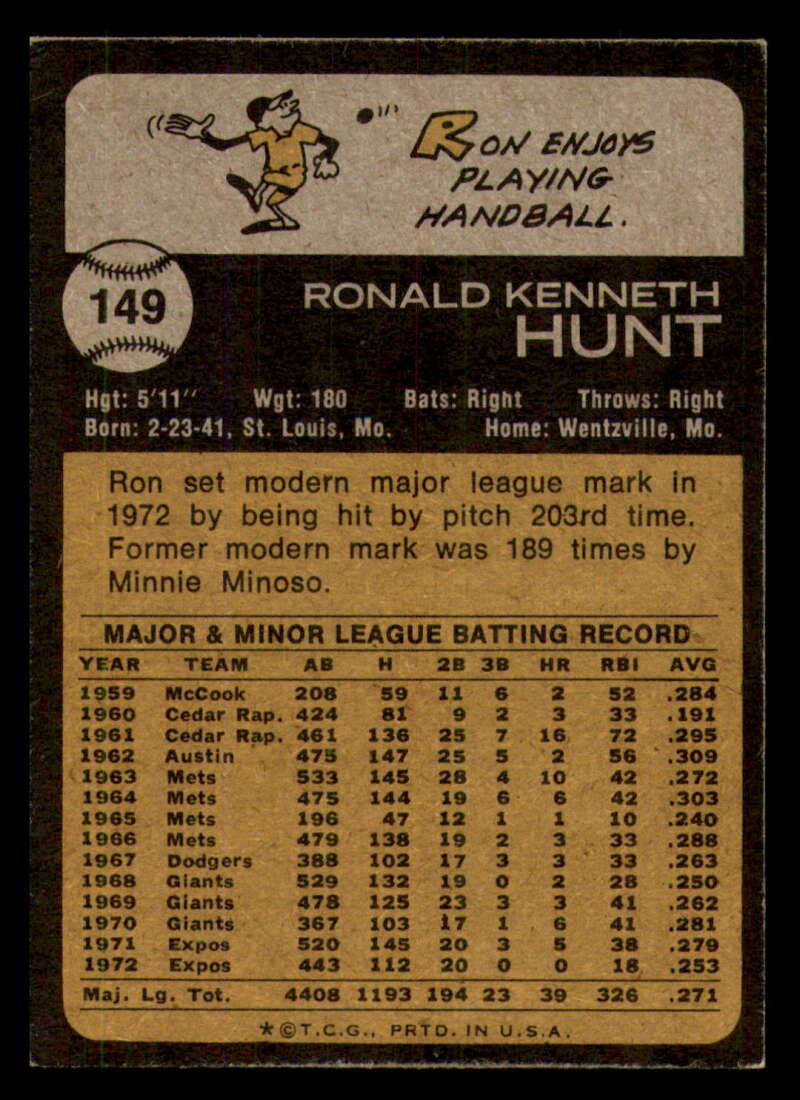 RON ENJOYS
PLAYING
HANDBALL.
149
RONALD KENNETH
HUNT
Hgt: 5'11" Wgt: 180 Bats: Right Throws: Right
Born: 2-23-41, St. Louis, Mo. Home: Wentzville, Mo.
Ron set modern major league mark in
1972 by being hit by pitch 203rd time.
Former modern mark was 189 times by
Minnie Minoso.
MAJOR & MINOR LEAGUE BATTING RECORD
YEAR TEAM AB H 2B 3B HR RBI AVG
1959 McCook 208 59 11 6 2 52 .284
1960 Cedar Rap. 424 81 9 2 3 33 .191
1961 Cedar Rap. 461 136 25 7 16 72 .295
1962 Austin 475 147 25 5 2 56 .309
1963 Mets 533 145 28 4 10 42 .272
1964 Mets 475 144 19 6 6 42 .303
1965 Mets 196 47 12 1 1 10 .240
1966 Mets 479 138 19 2 3 33 .288
1967 Dodgers 388 102 17 3 3 33 .263
1968 Giants 529 132 19 0 2 28 .250
1969 Giants 478 125 23 3 3 41 .262
1970 Giants 367 103 17 1 6 41 .281
1971 Expos 520 145 20 3 5 38 .279
1972 Expos 443 112 20 0 0 18 .253
Maj. Lg. Tot. 4408 1193 194 23 39 326 .271
*©T.C.G., PRTD. IN U.S.A.